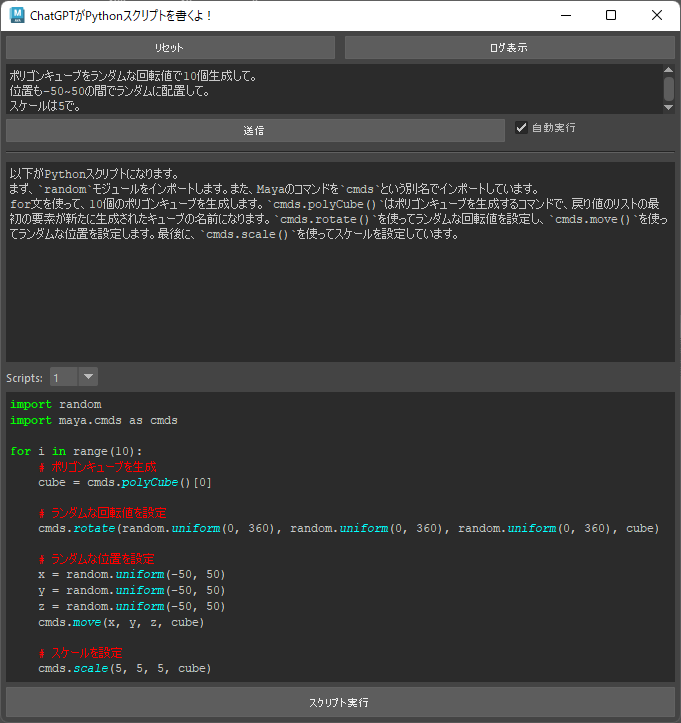 ChatGPTがPythonスクリプトを書くよ！
リセット
ログ表示
ポリゴンキューブをランダムな回転値で10個生成して。
位置も-50~50の間でランダムに配置して。
スケールは5で。
送信
自動実行
以下がPythonスクリプトになります。
まず、`random`モジュールをインポートします。また、Mayaのコマンドを`cmds`という別名でインポートしています。
for文を使って、10個のポリゴンキューブを生成します。`cmds.polyCube()`はポリゴンキューブを生成するコマンドで、戻り値のリストの最
初の要素が新たに生成されたキューブの名前になります。`cmds.rotate()`を使ってランダムな回転値を設定し、`cmds.move()`を使っ
てランダムな位置を設定します。最後に、`cmds.scale()`を使ってスケールを設定しています。
Scripts: 1
import random
import maya.cmds as cmds
for i in range(10):
# ポリゴンキューブを生成
cube = cmds.polyCube()[0]
# ランダムな回転値を設定
cmds.rotate(random.uniform(0, 360), random.uniform(0, 360), random.uniform(0, 360), cube)
# ランダムな位置を設定
x = random.uniform(-50, 50)
y = random.uniform(-50, 50)
z = random.uniform(-50, 50)
cmds.move(x, y, z, cube)
# スケールを設定
cmds.scale(5, 5, 5, cube)
スクリプト実行